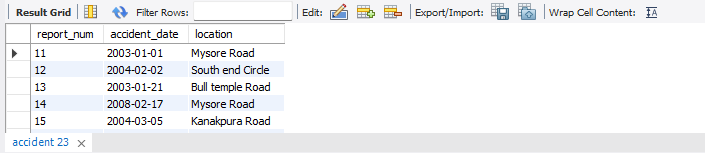 Result Grid Filter Rows: Edit: Export/Import: Wrap Cell Content:
report_num accident_date location
11 2003-01-01 Mysore Road
12 2004-02-02 South end Circle
13 2003-01-21 Bull temple Road
14 2008-02-17 Mysore Road
15 2004-03-05 Kanakpura Road
accident 23